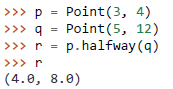 >>> p = Point(3, 4)
>>> q = Point(5, 12)
>>> r = p.halfway(q)
>>> r
(4.0, 8.0)